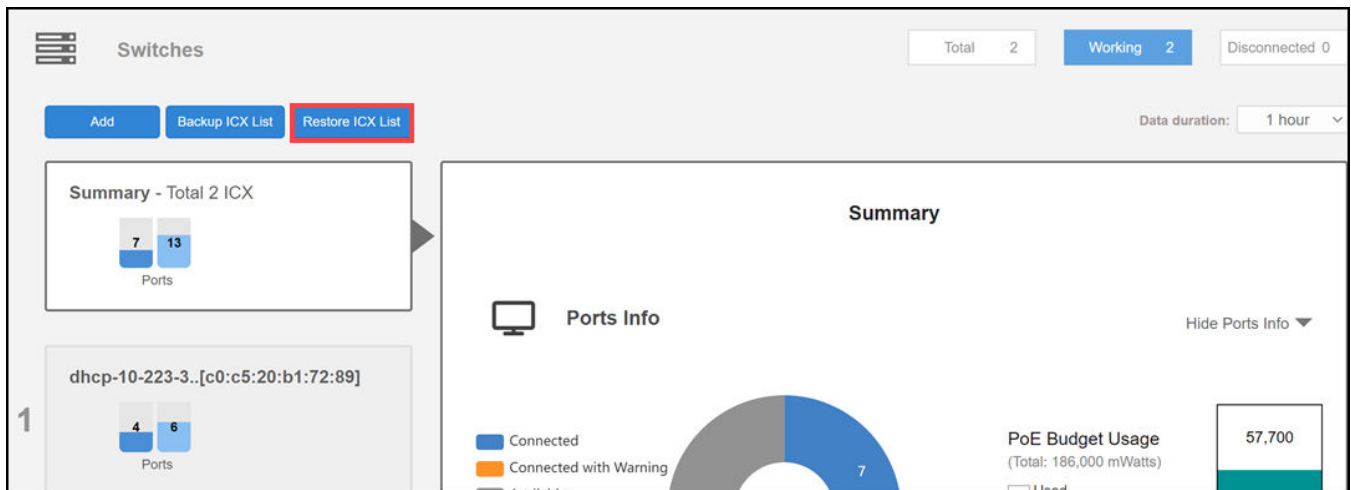 Switches
Total 2
Working 2
Disconnected 0
Add
Backup ICX List
Restore ICX List
Data duration: 1 hour
Summary - Total 2 ICX
7 13
Ports
Summary
Ports Info
Hide Ports Info
1
dhcp-10-223-3..[c0:c5:20:b1:72:89]
4 6
Ports
Connected
Connected with Warning
7
PoE Budget Usage
(Total: 186,000 mWatts)
57,700